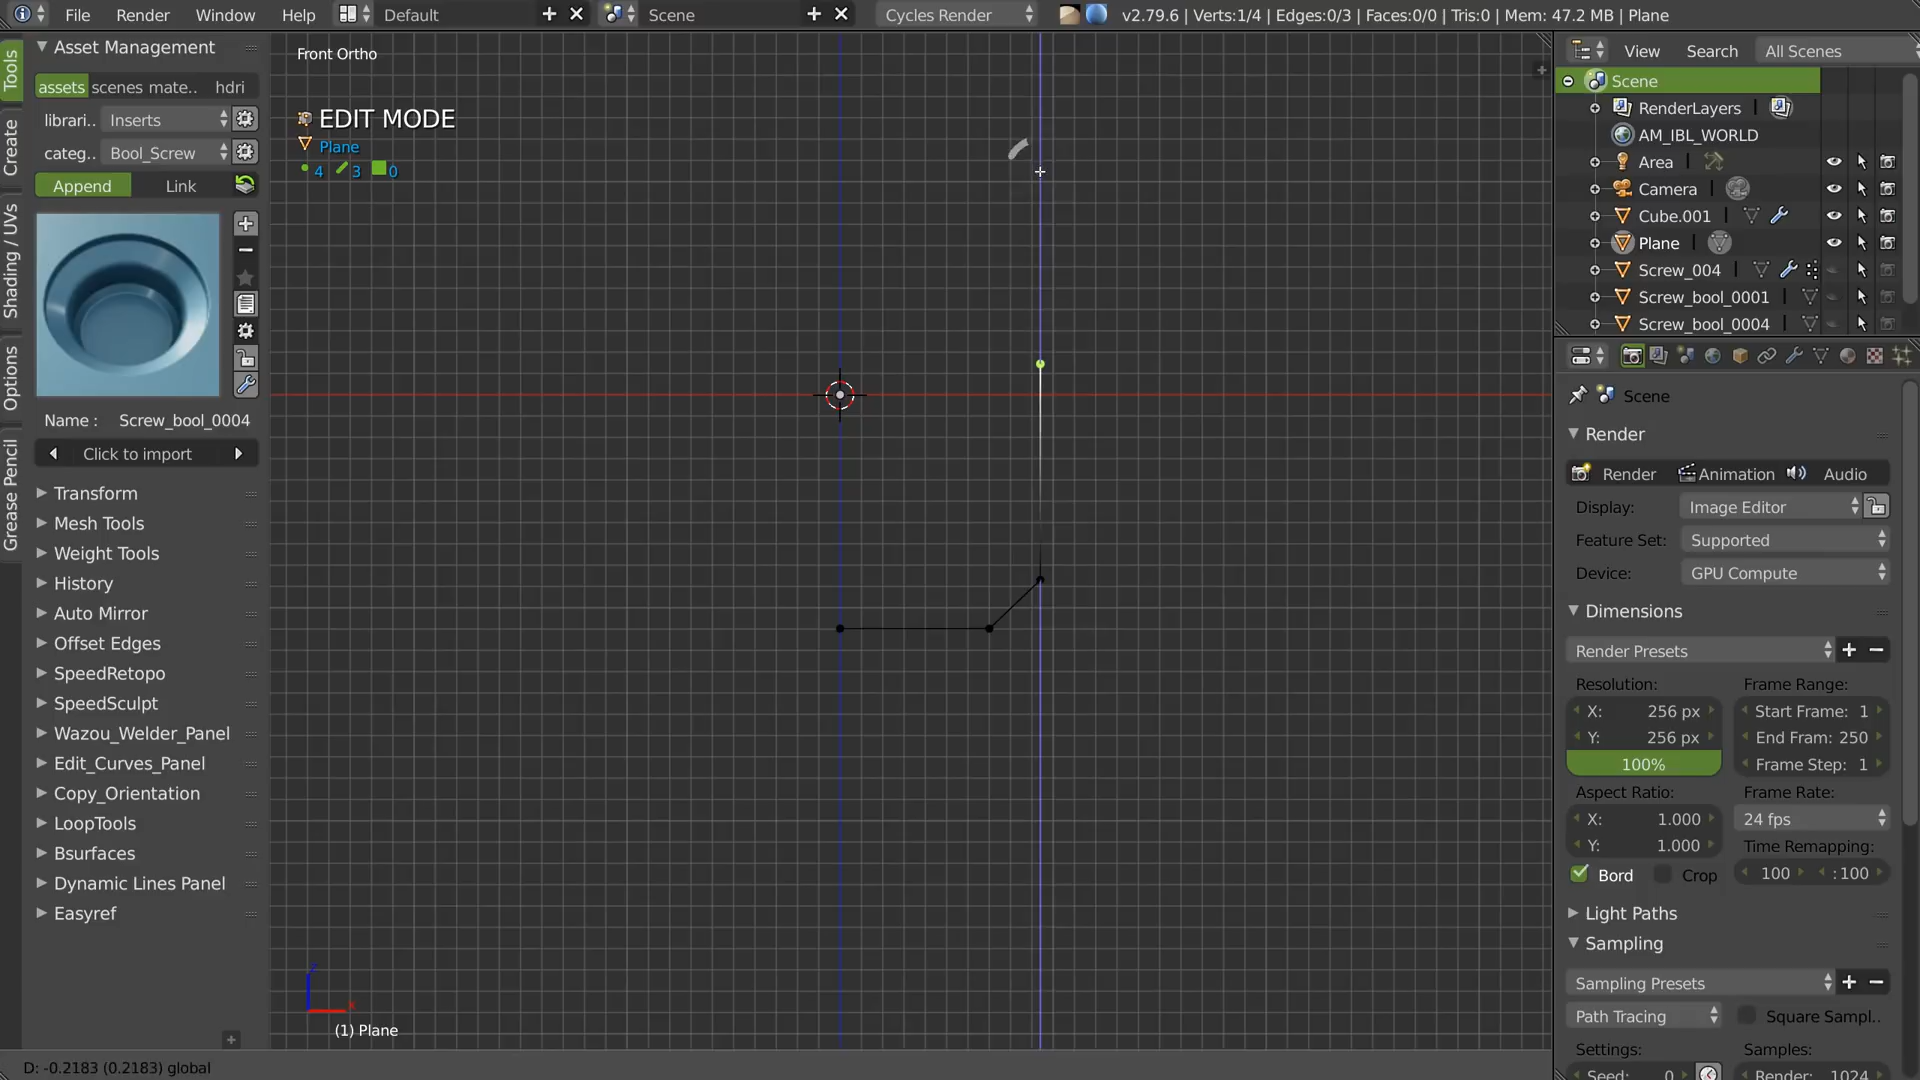 File Render Window Help Default Scene Cycles Render v2.79.6 | Verts:1/4 | Edges:0/3 | Faces:0/0 | Tris:0 | Mem: 47.2 MB | Plane
Tools
Create
Shading / UVs
Options
Grease Pencil
Asset Management
assets scenes mate.. hdri
librari.. Inserts
categ.. Bool_Screw
Append Link
Name : Screw_bool_0004
Click to import
Transform
Mesh Tools
Weight Tools
History
Auto Mirror
Offset Edges
SpeedRetopo
SpeedSculpt
Wazou_Welder_Panel
Edit_Curves_Panel
Copy_Orientation
LoopTools
Bsurfaces
Dynamic Lines Panel
Easyref
Front Ortho
EDIT MODE
Plane
4 3 0
z
x
(1) Plane
D: -0.2183 (0.2183) global
View Search All Scenes
Scene
RenderLayers
AM_IBL_WORLD
Area
Camera
Cube.001
Plane
Screw_004
Screw_bool_0001
Screw_bool_0004
Scene
Render
Render Animation Audio
Display: Image Editor
Feature Set: Supported
Device: GPU Compute
Dimensions
Render Presets
Resolution: Frame Range:
X: 256 px Start Frame: 1
Y: 256 px End Fram: 250
100% Frame Step: 1
Aspect Ratio: Frame Rate:
X: 1.000 24 fps
Y: 1.000 Time Remapping:
Bord Crop 100 : 100
Light Paths
Sampling
Sampling Presets
Path Tracing Square Sampl..
Settings: Samples:
Seed: 0 Render: 1024